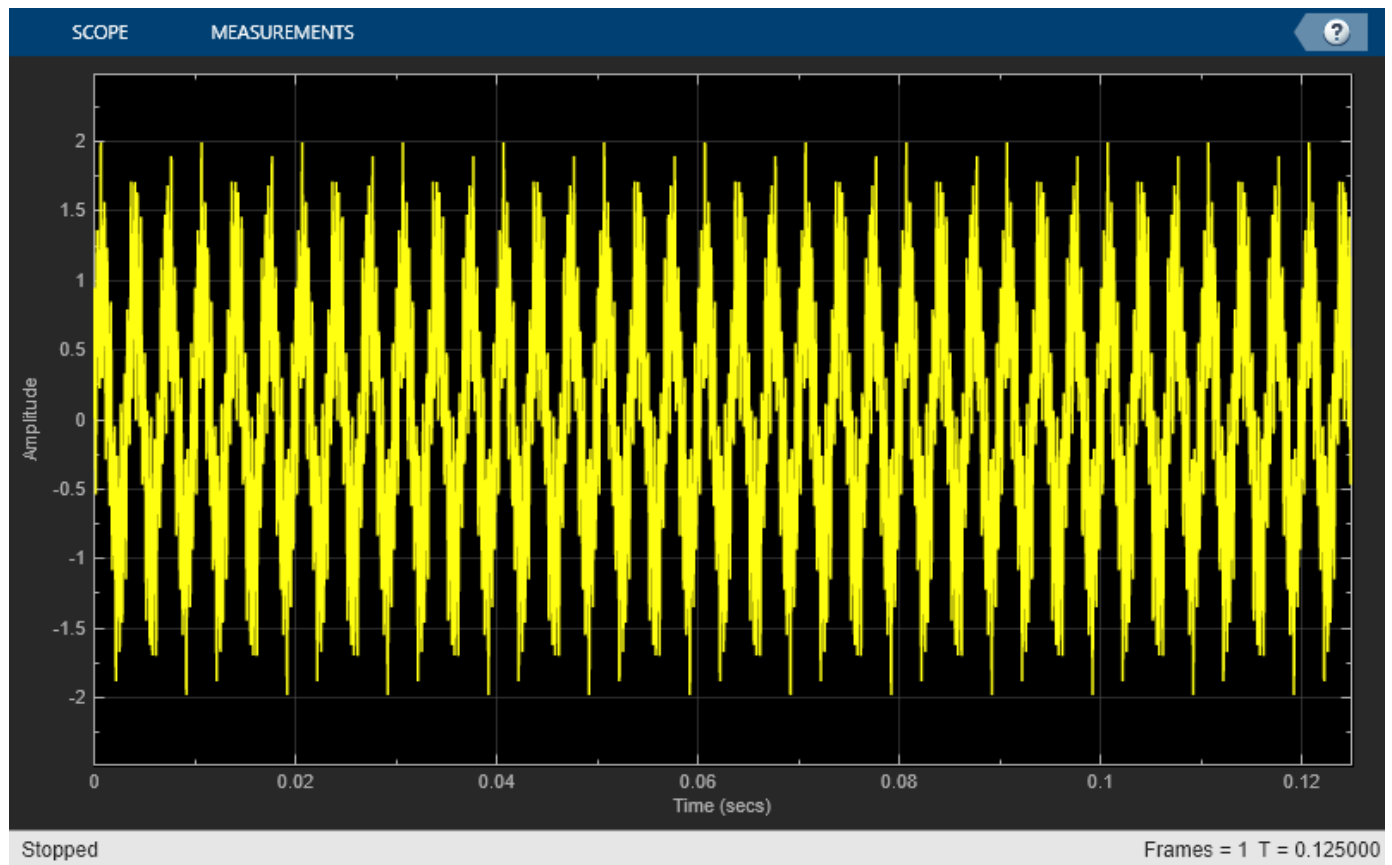 SCOPE MEASUREMENTS ?
2
1.5
1
0.5
0
-0.5
-1
-1.5
-2
Amplitude
0 0.02 0.04 0.06 0.08 0.1 0.12
Time (secs)
Stopped Frames = 1 T = 0.125000